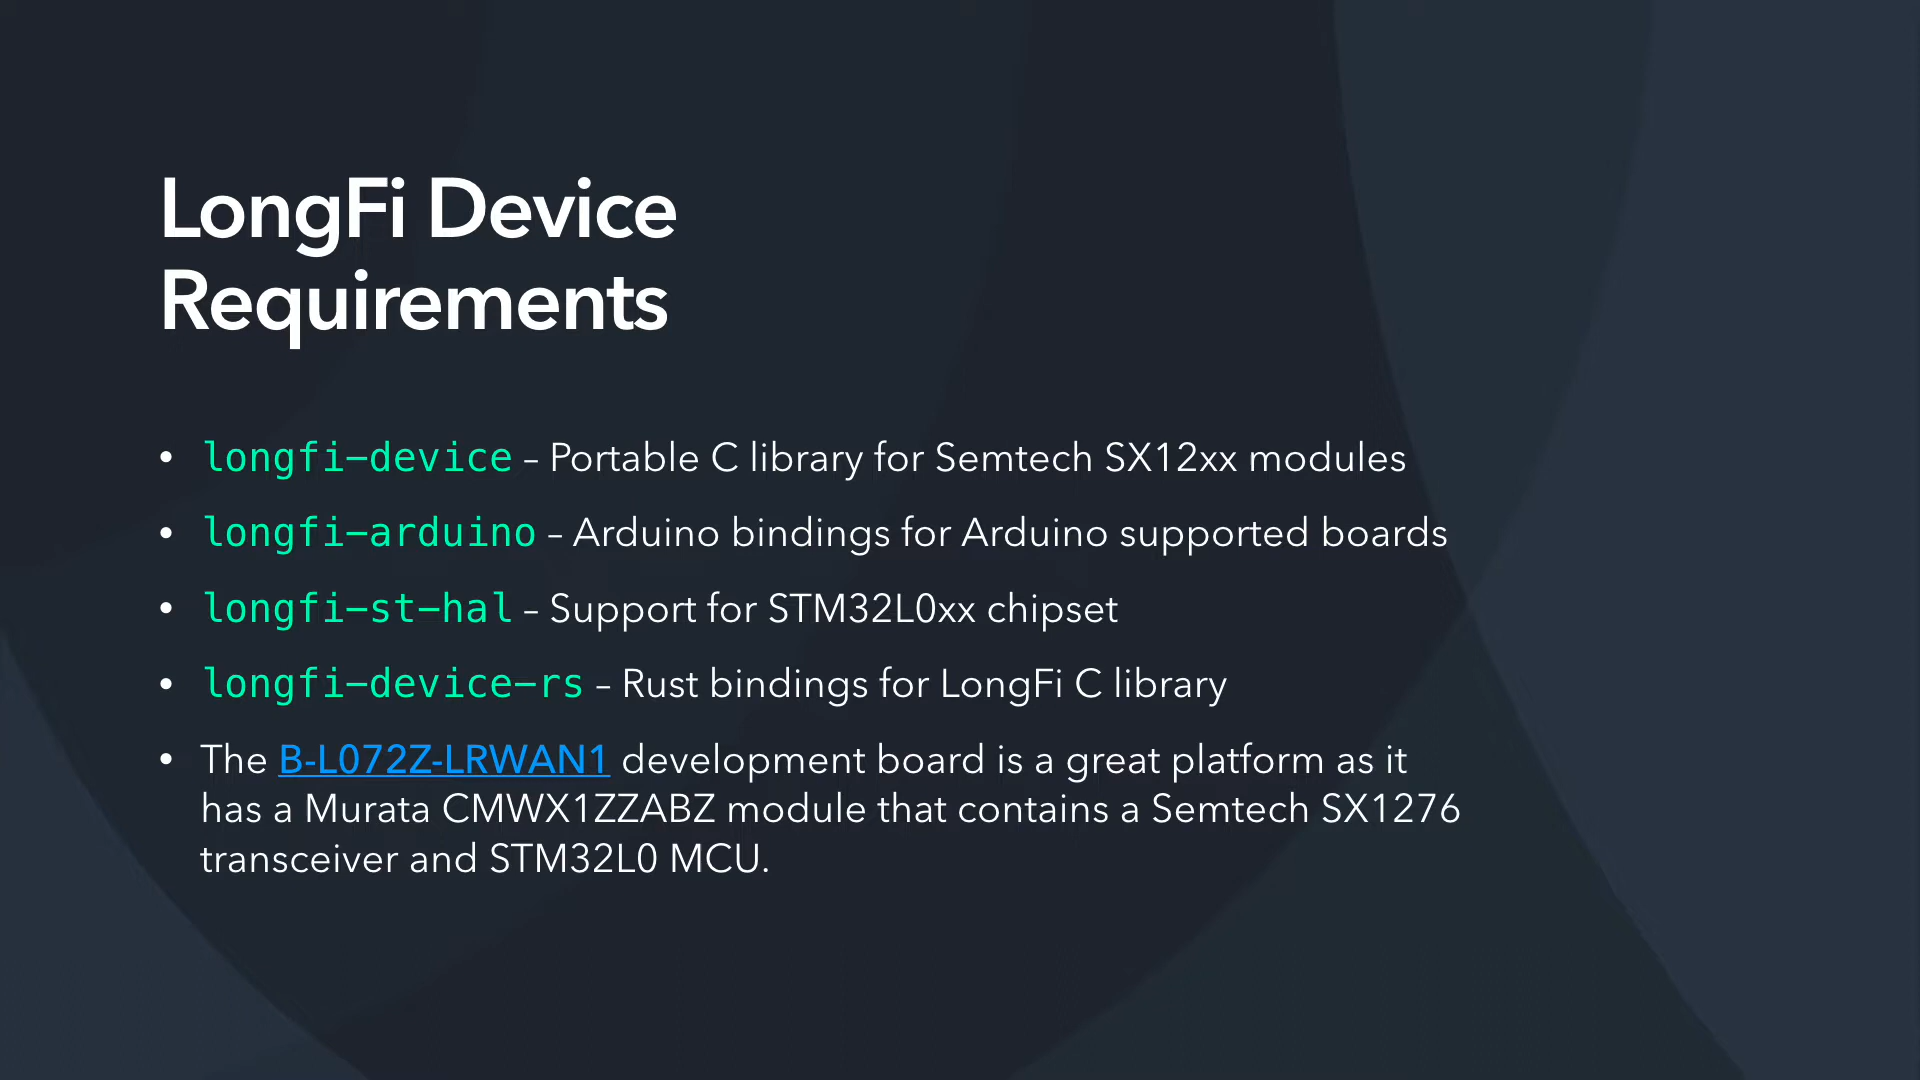 LongFi Device
Requirements
• longfi-device – Portable C library for Semtech SX12xx modules
• longfi-arduino – Arduino bindings for Arduino supported boards
• longfi-st-hal – Support for STM32L0xx chipset
• longfi-device-rs – Rust bindings for LongFi C library
• The B-L072Z-LRWAN1 development board is a great platform as it
has a Murata CMWX1ZZABZ module that contains a Semtech SX1276
transceiver and STM32L0 MCU.